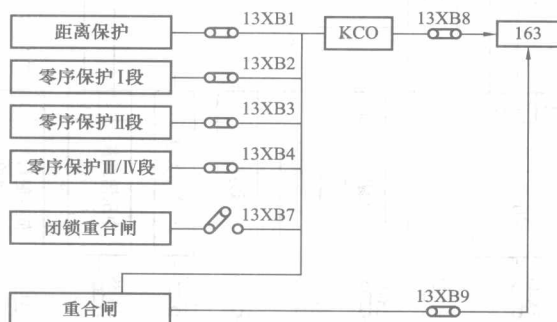 距离保护 13XB1 KCO 13XB8 163
零序保护Ⅰ段 13XB2
零序保护Ⅱ段 13XB3
零序保护Ⅲ/Ⅳ段 13XB4
闭锁重合闸 13XB7
重合闸 13XB9